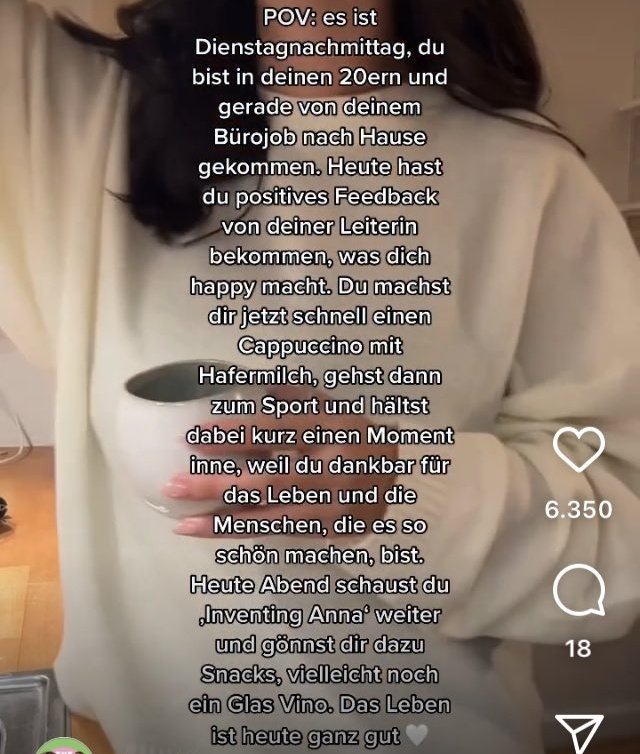 POV: es ist
Dienstagnachmittag, du
bist in deinen 20ern und
gerade von deinem
Bürojob nach Hause
gekommen. Heute hast
du positives Feedback
von deiner Leiterin
bekommen, was dich
happy macht. Du machst
dir jetzt schnell einen
Cappuccino mit
Hafermilch, gehst dann
zum Sport und hältst
dabei kurz einen Moment
inne, weil du dankbar für
das Leben und die
Menschen, die es so
schön machen, bist.
Heute Abend schaust du
‚Inventing Anna‘ weiter
und gönnst dir dazu
Snacks, vielleicht noch
ein Glas Vino. Das Leben
ist heute ganz gut 🤍
6.350
18